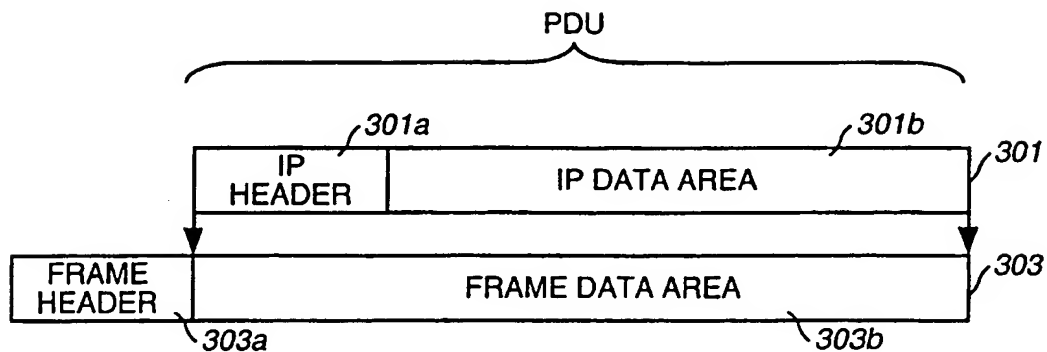 PDU
301a
301b
301
IP
HEADER
IP DATA AREA
303
FRAME
HEADER
FRAME DATA AREA
303a
303b